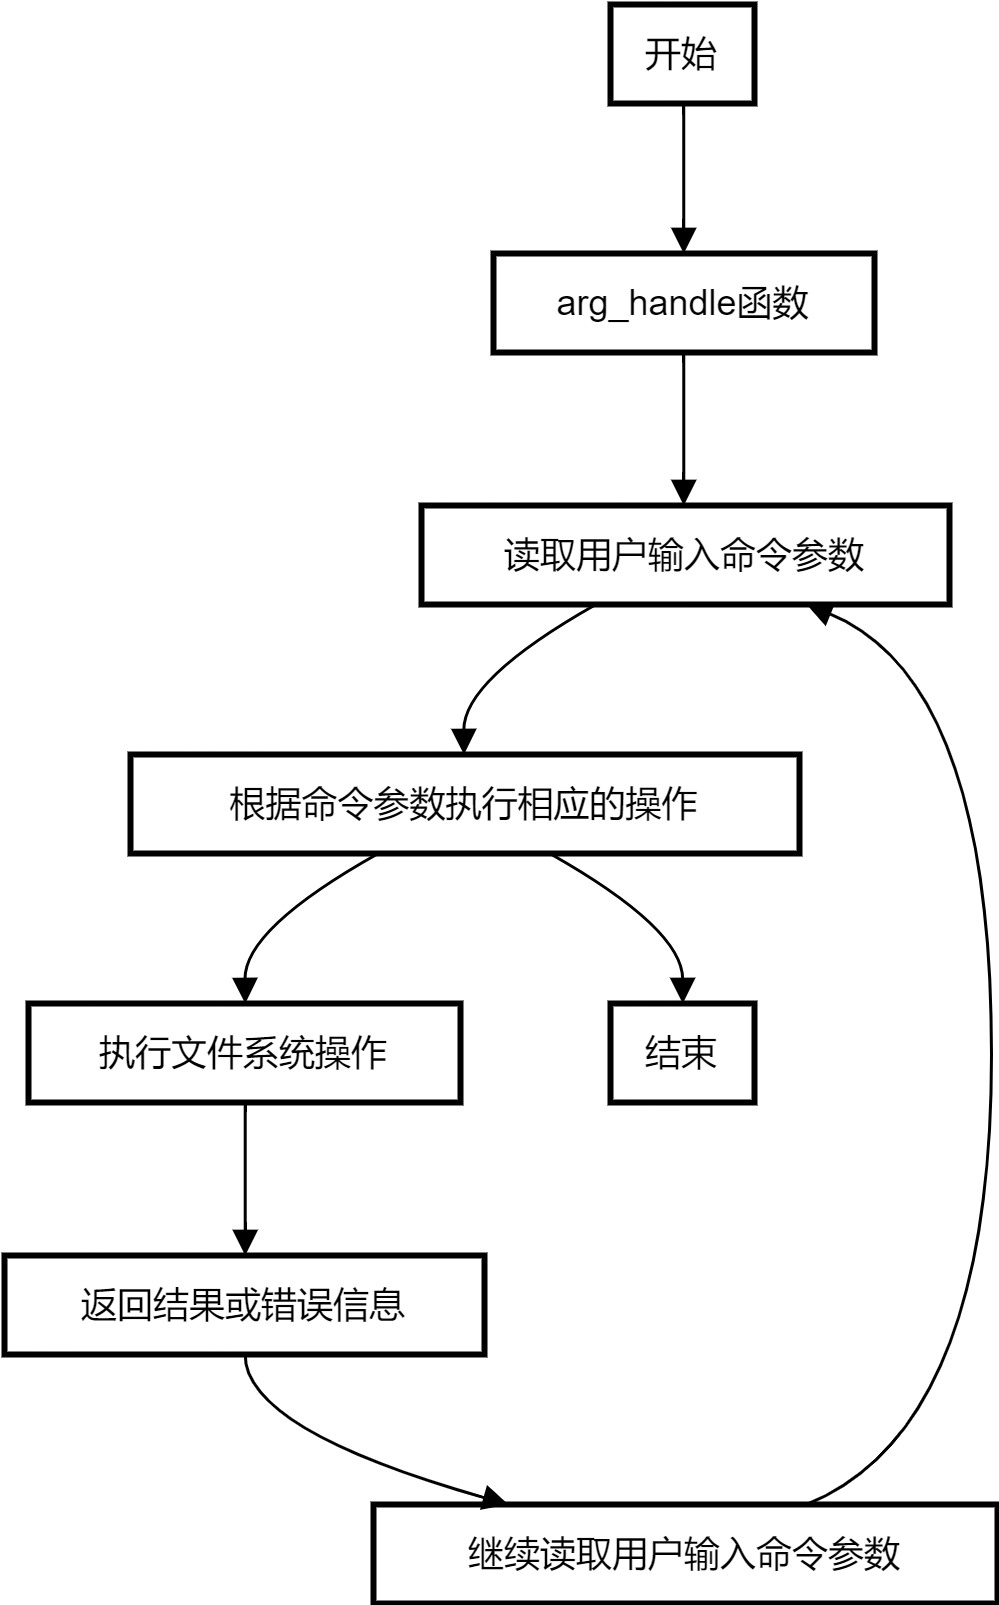 开始
arg_handle函数
读取用户输入命令参数
根据命令参数执行相应的操作
执行文件系统操作
结束
返回结果或错误信息
继续读取用户输入命令参数